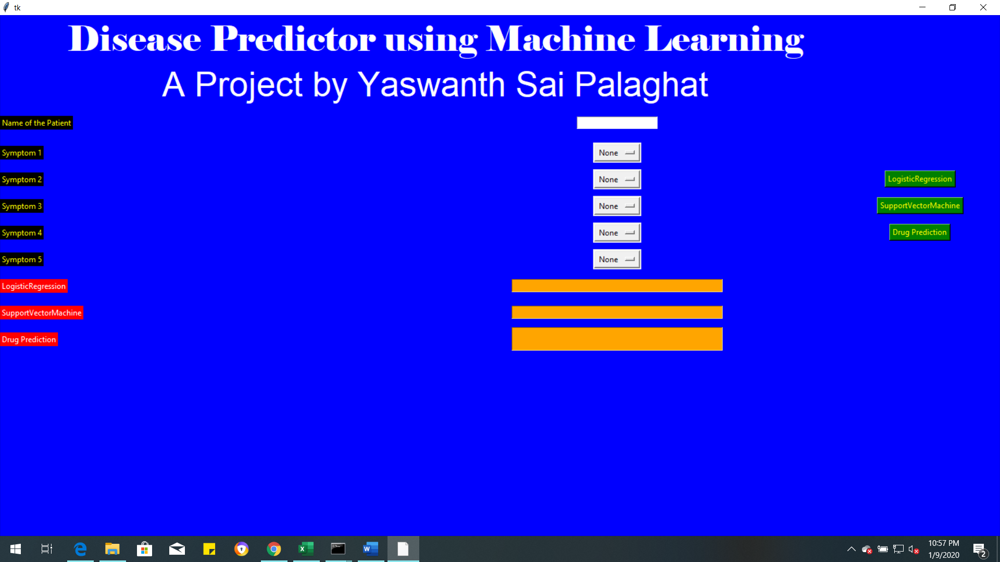 tk
Disease Predictor using Machine Learning
A Project by Yaswanth Sai Palaghat
Name of the Patient
Symptom 1 None
Symptom 2 None LogisticRegression
Symptom 3 None SupportVectorMachine
Symptom 4 None Drug Prediction
Symptom 5 None
LogisticRegression
SupportVectorMachine
Drug Prediction
10:57 PM
1/9/2020
2